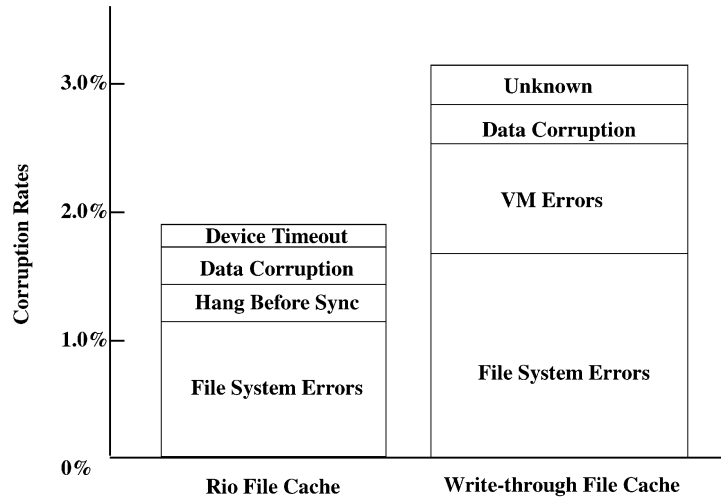 Corruption Rates
3.0%
2.0%
1.0%
0%
Device Timeout
Data Corruption
Hang Before Sync
File System Errors
Rio File Cache
Unknown
Data Corruption
VM Errors
File System Errors
Write-through File Cache